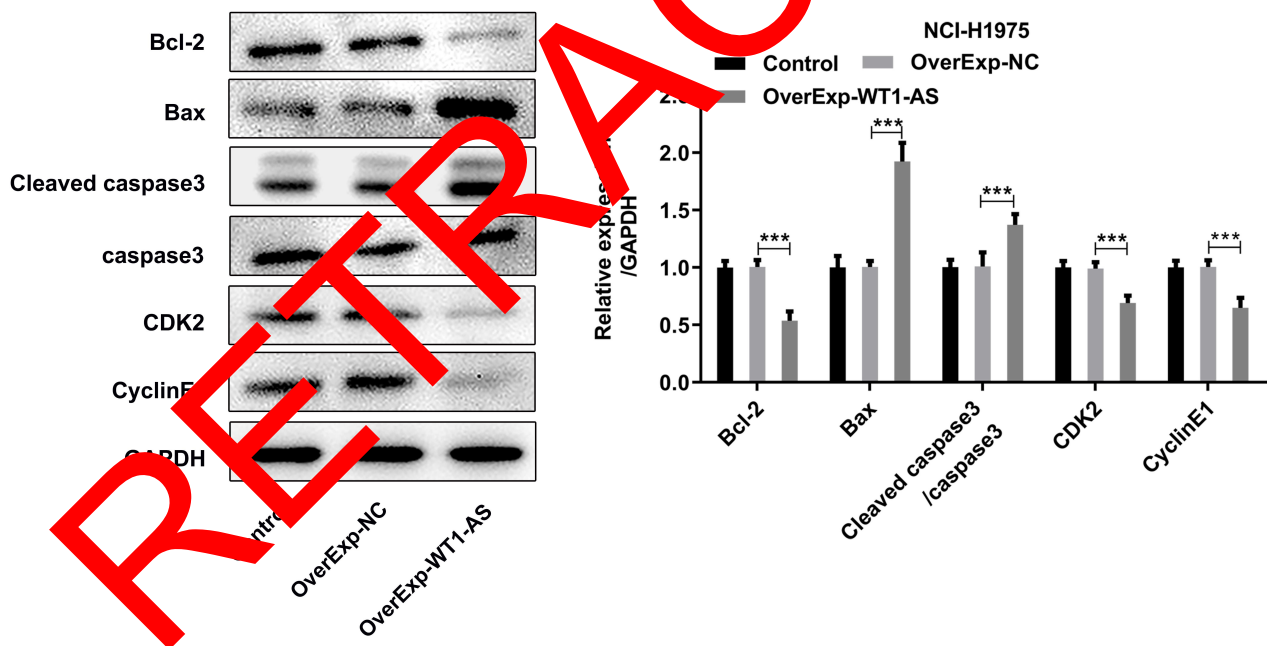 Bcl-2
Bax
Cleaved caspase3
caspase3
CDK2
GAPDH
OverExp-NC
OverExp-WT1-AS
RETRAC
NCI-H1975
Control
OverExp-NC
OverExp-WT1-AS
Relative
/GAPDH
2.0
1.5
1.0
0.5
0.0
***
***
***
***
***
Bcl-2
Bax
Cleaved caspase3
/caspase3
CDK2
CyclinE1